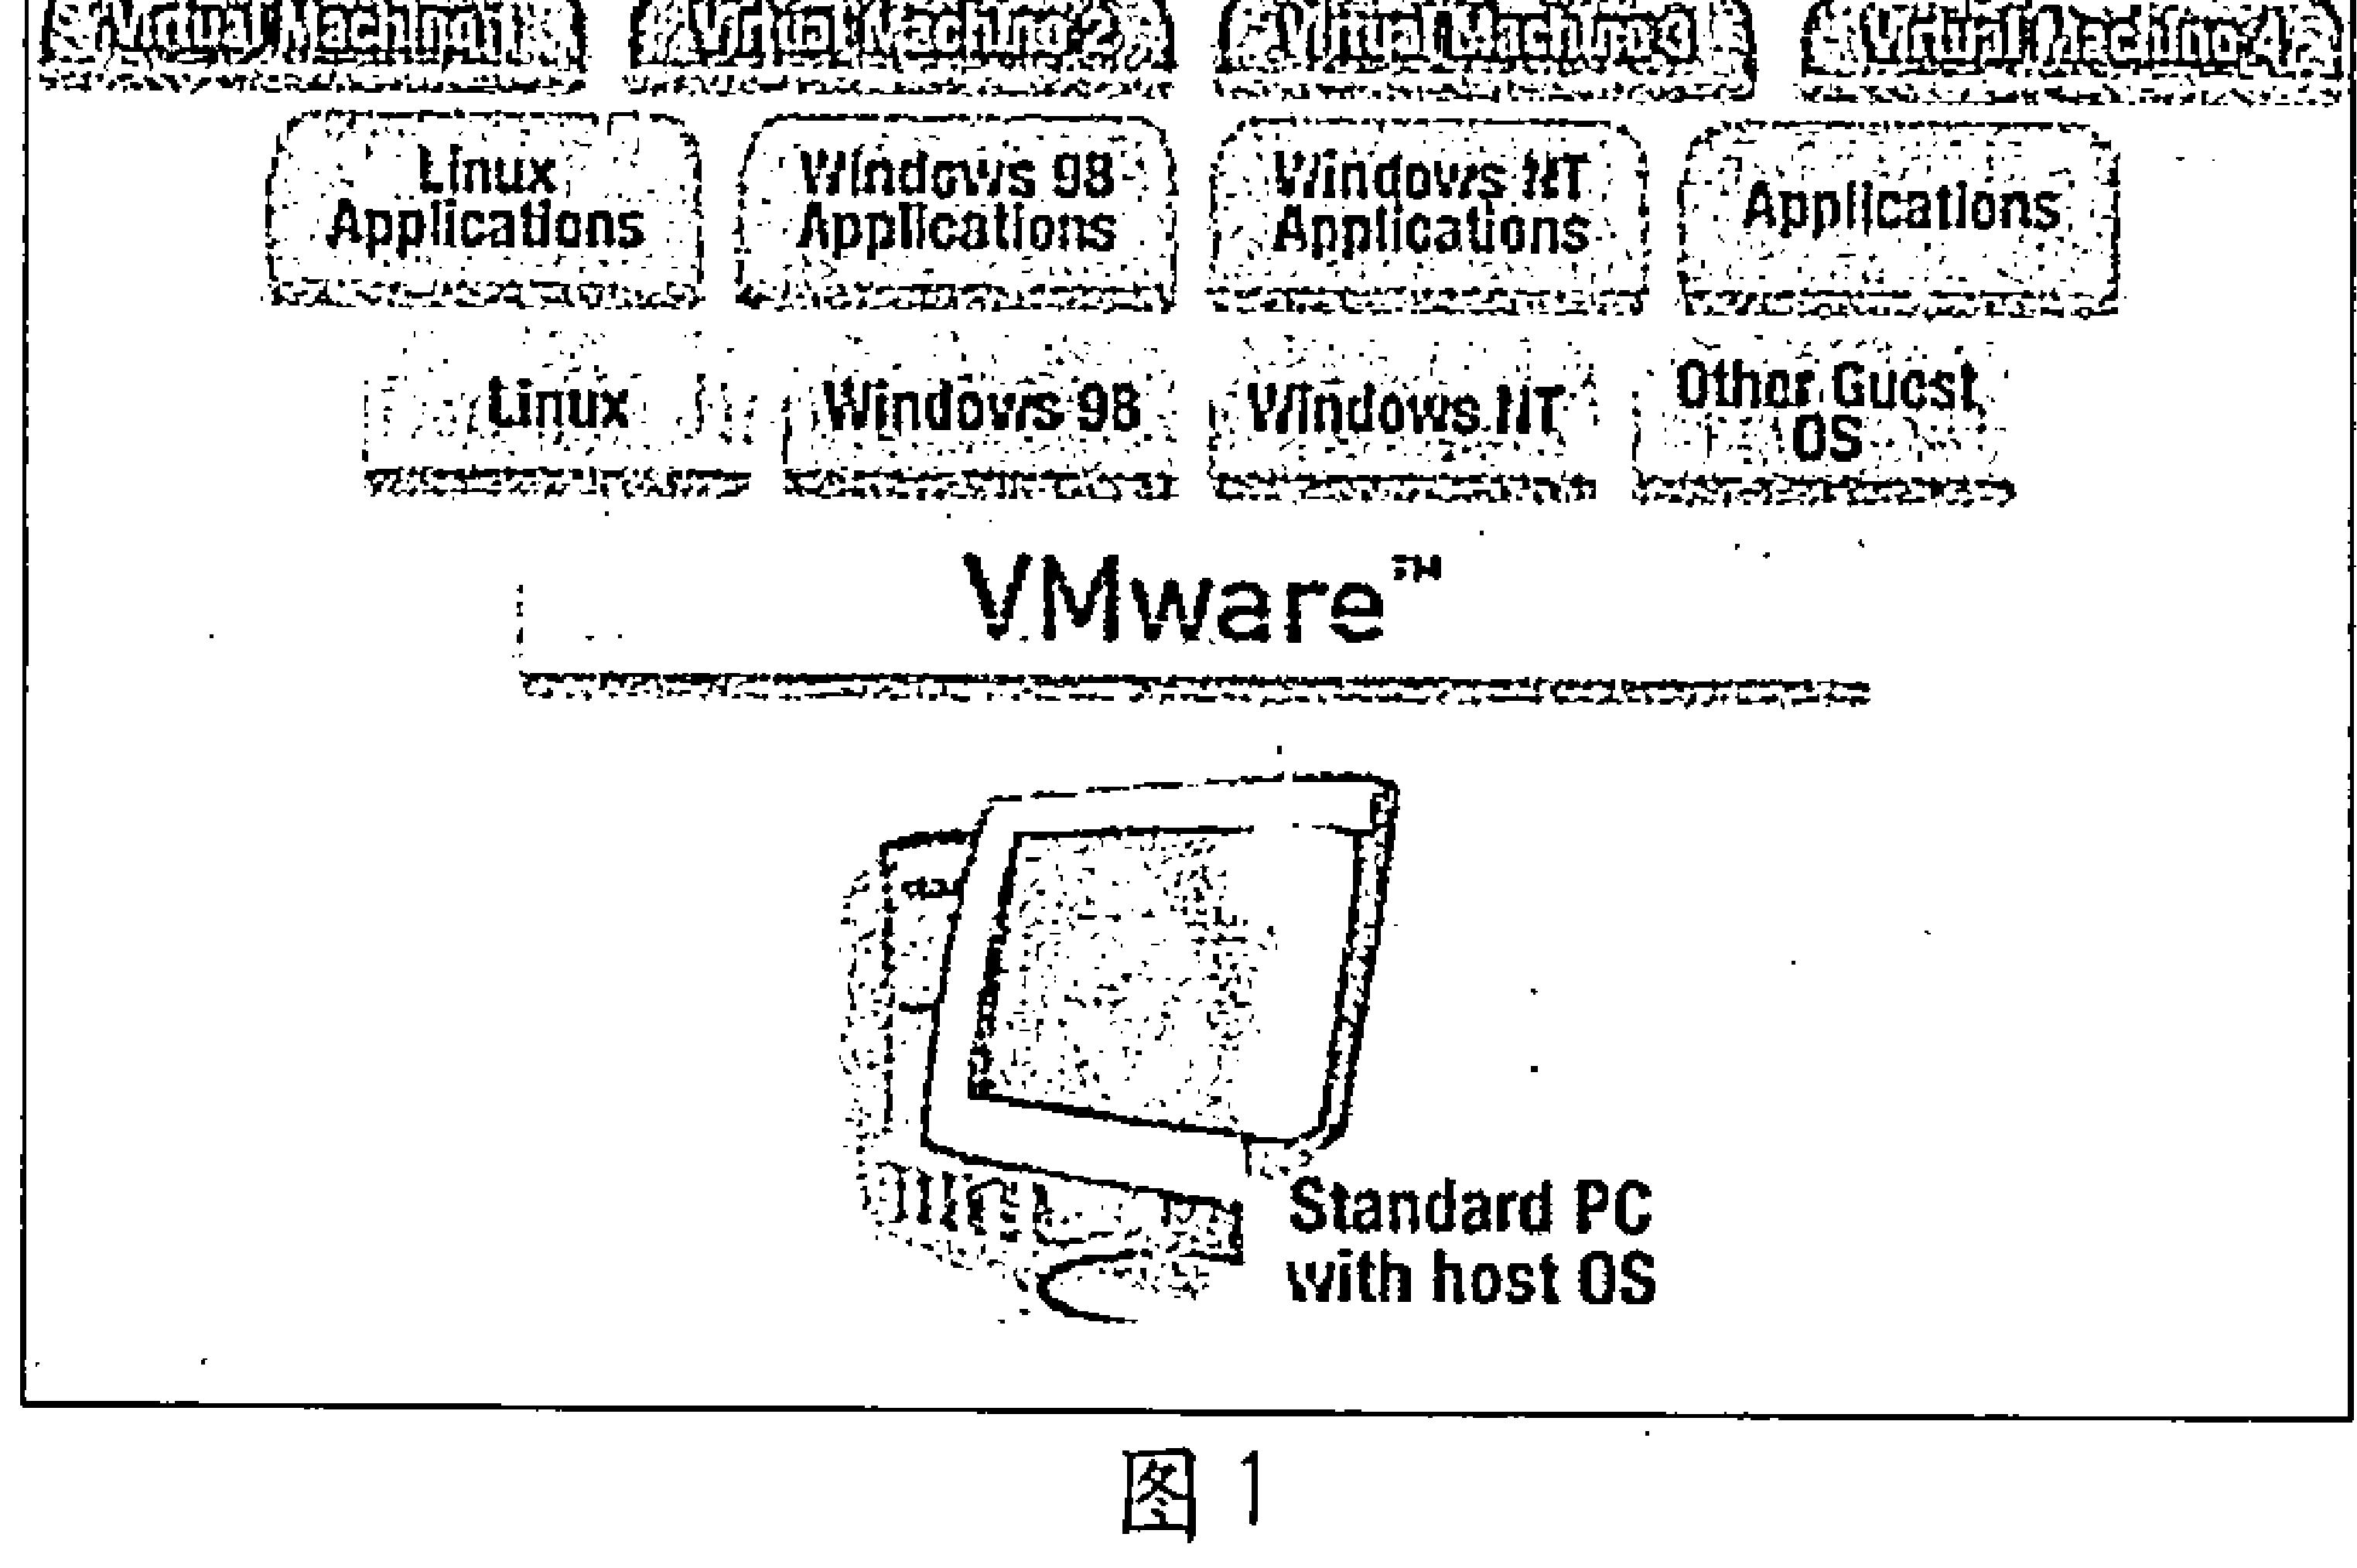 Virtual Machine 1
Virtual Machine 2
Virtual Machine 3
Virtual Machine 4
Linux
Applications
Windows 98
Applications
Windows NT
Applications
Applications
Linux
Windows 98
Windows NT
Other Guest
OS
VMware™
Standard PC
with host OS
图 1